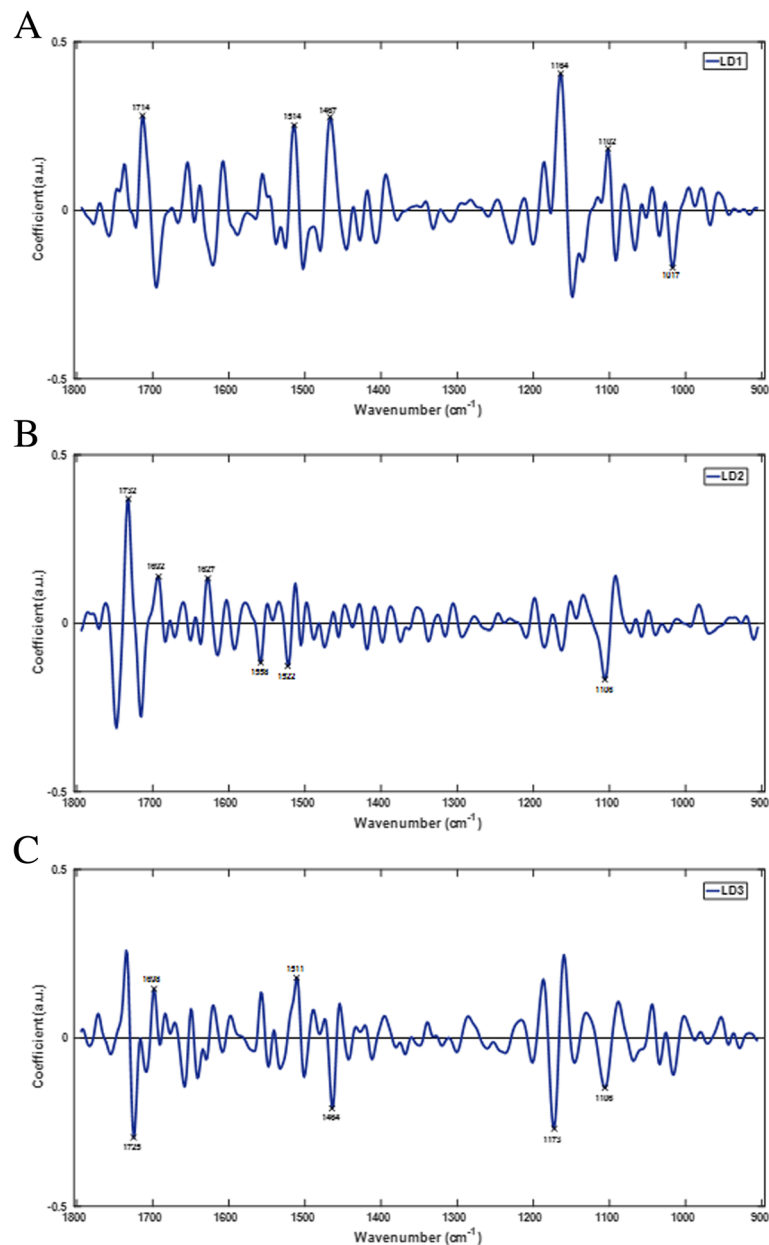 A
0.5
LD1
1714
1514
1467
1164
1102
1017
Coefficient (a.u.)
0
-0.5
1800 1700 1600 1500 1400 1300 1200 1100 1000 900
Wavenumber (cm-1)
B
0.5
LD2
1732
1692
1627
1558
1522
1106
Coefficient (a.u.)
0
-0.5
1800 1700 1600 1500 1400 1300 1200 1100 1000 900
Wavenumber (cm-1)
C
0.5
LD3
1698
1511
1725
1464
1173
1106
Coefficient (a.u.)
0
-0.5
1800 1700 1600 1500 1400 1300 1200 1100 1000 900
Wavenumber (cm-1)